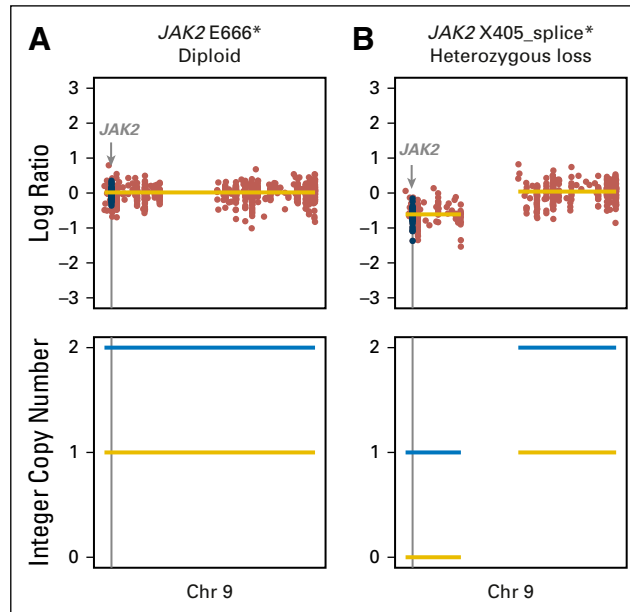 A
JAK2 E666*
Diploid
B
JAK2 X405_splice*
Heterozygous loss
Log Ratio
3
2
1
0
−1
−2
−3
JAK2
3
2
1
0
−1
−2
−3
JAK2
Integer Copy Number
2
1
0
2
1
0
Chr 9
Chr 9